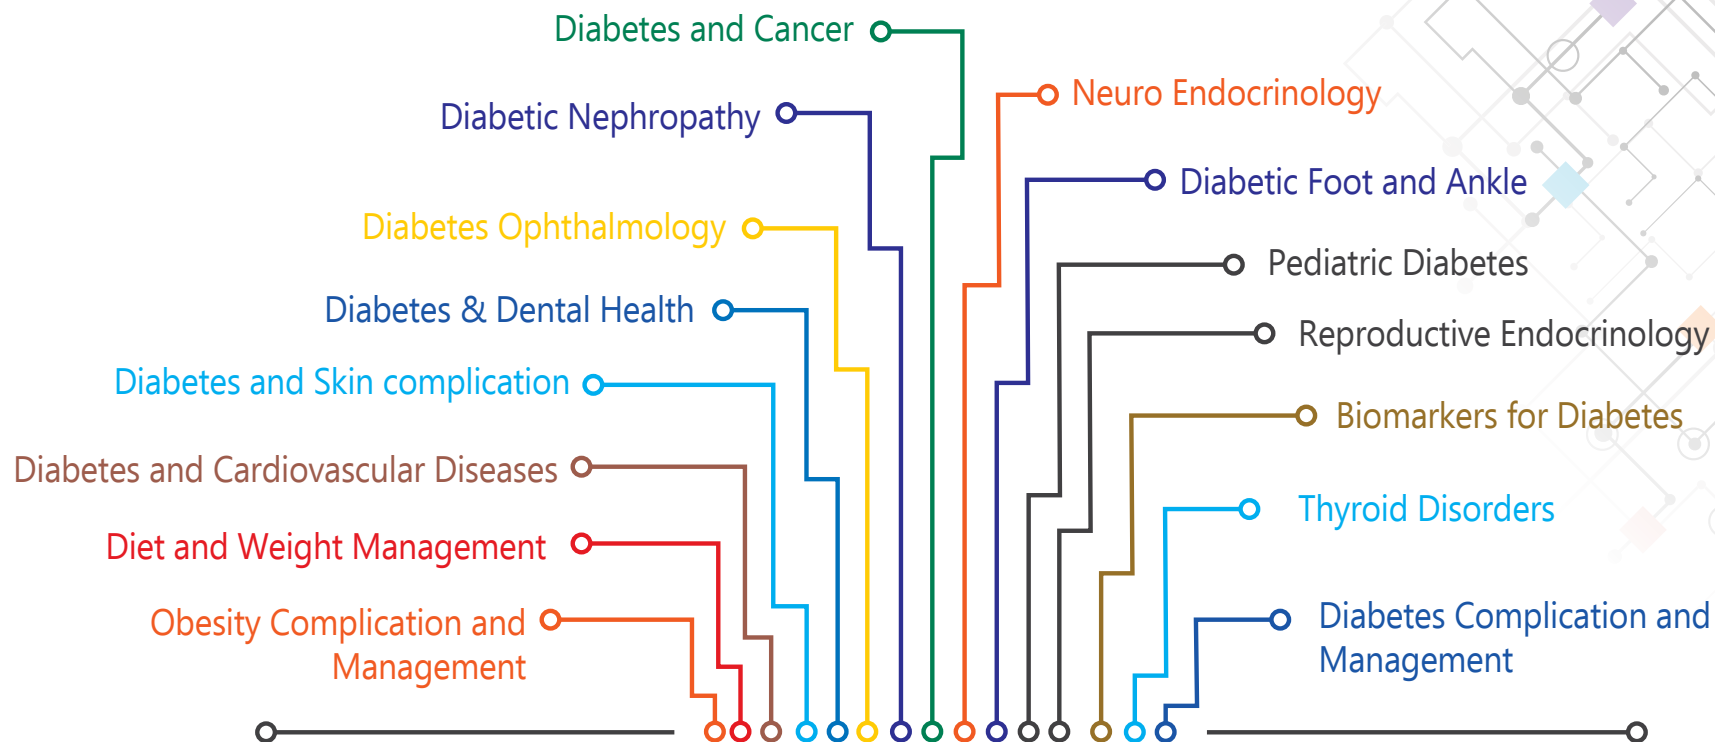 Diabetes and Cancer
Diabetic Nephropathy
Diabetes Ophthalmology
Diabetes & Dental Health
Diabetes and Skin complication
Diabetes and Cardiovascular Diseases
Diet and Weight Management
Obesity Complication and
Management
Neuro Endocrinology
Diabetic Foot and Ankle
Pediatric Diabetes
Reproductive Endocrinology
Biomarkers for Diabetes
Thyroid Disorders
Diabetes Complication and
Management